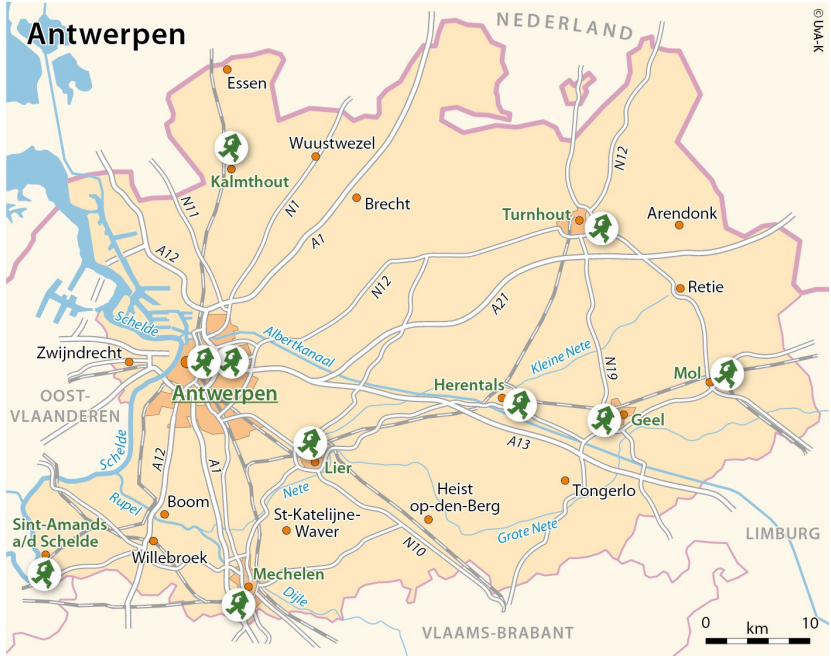 Antwerpen
NEDERLAND
© UvA-K
Essen
Wuustwezel
Kalmthout
N11
N1
A1
Brecht
N12
Turnhout
Arendonk
A12
N12
A21
Retie
Schelde
Albertkanaal
Zwijndrecht
Kleine Nete
N19
Mol
Herentals
OOST-
VLAANDEREN
Antwerpen
Geel
A13
Schelde
A12
A1
Lier
Nete
Rupel
Boom
St-Katelijne-
Waver
Heist
op-den-Berg
Tongerlo
Grote Nete
Sint-Amands
a/d Schelde
Willebroek
N10
LIMBURG
Mechelen
Dijle
VLAAMS-BRABANT
0 km 10